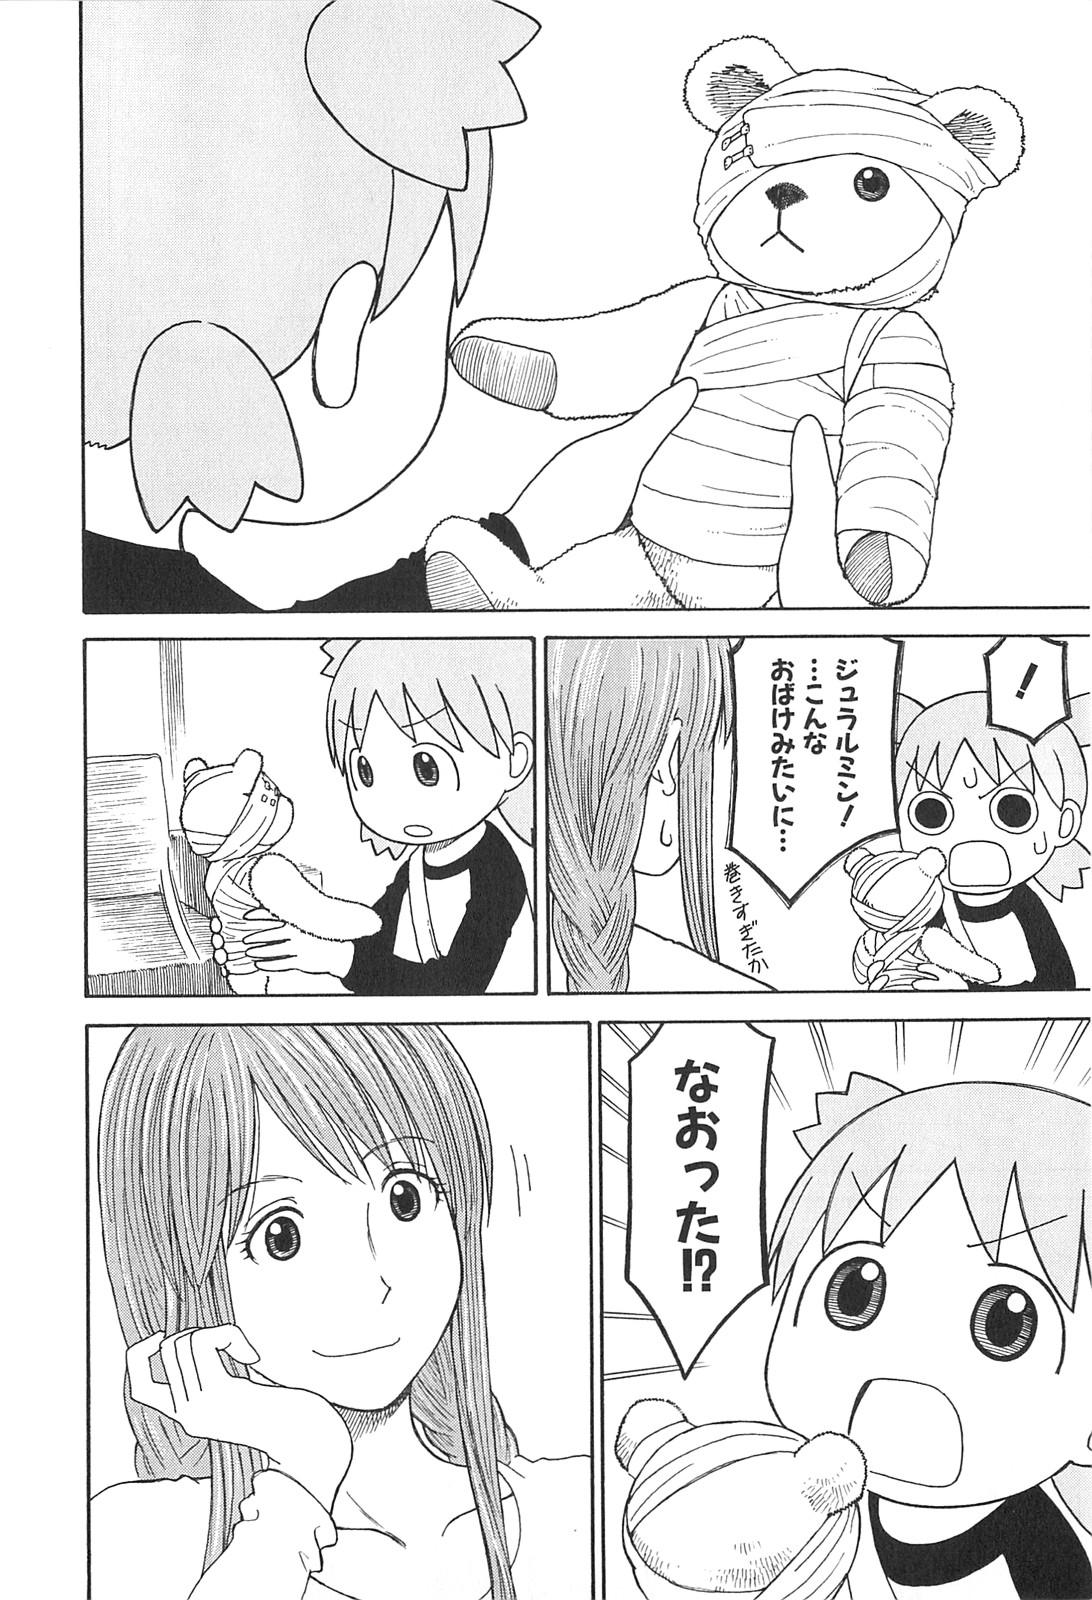 ！
ジュラルミン！
…こんな
おばけみたいに…
巻きすぎたか
なおった!?